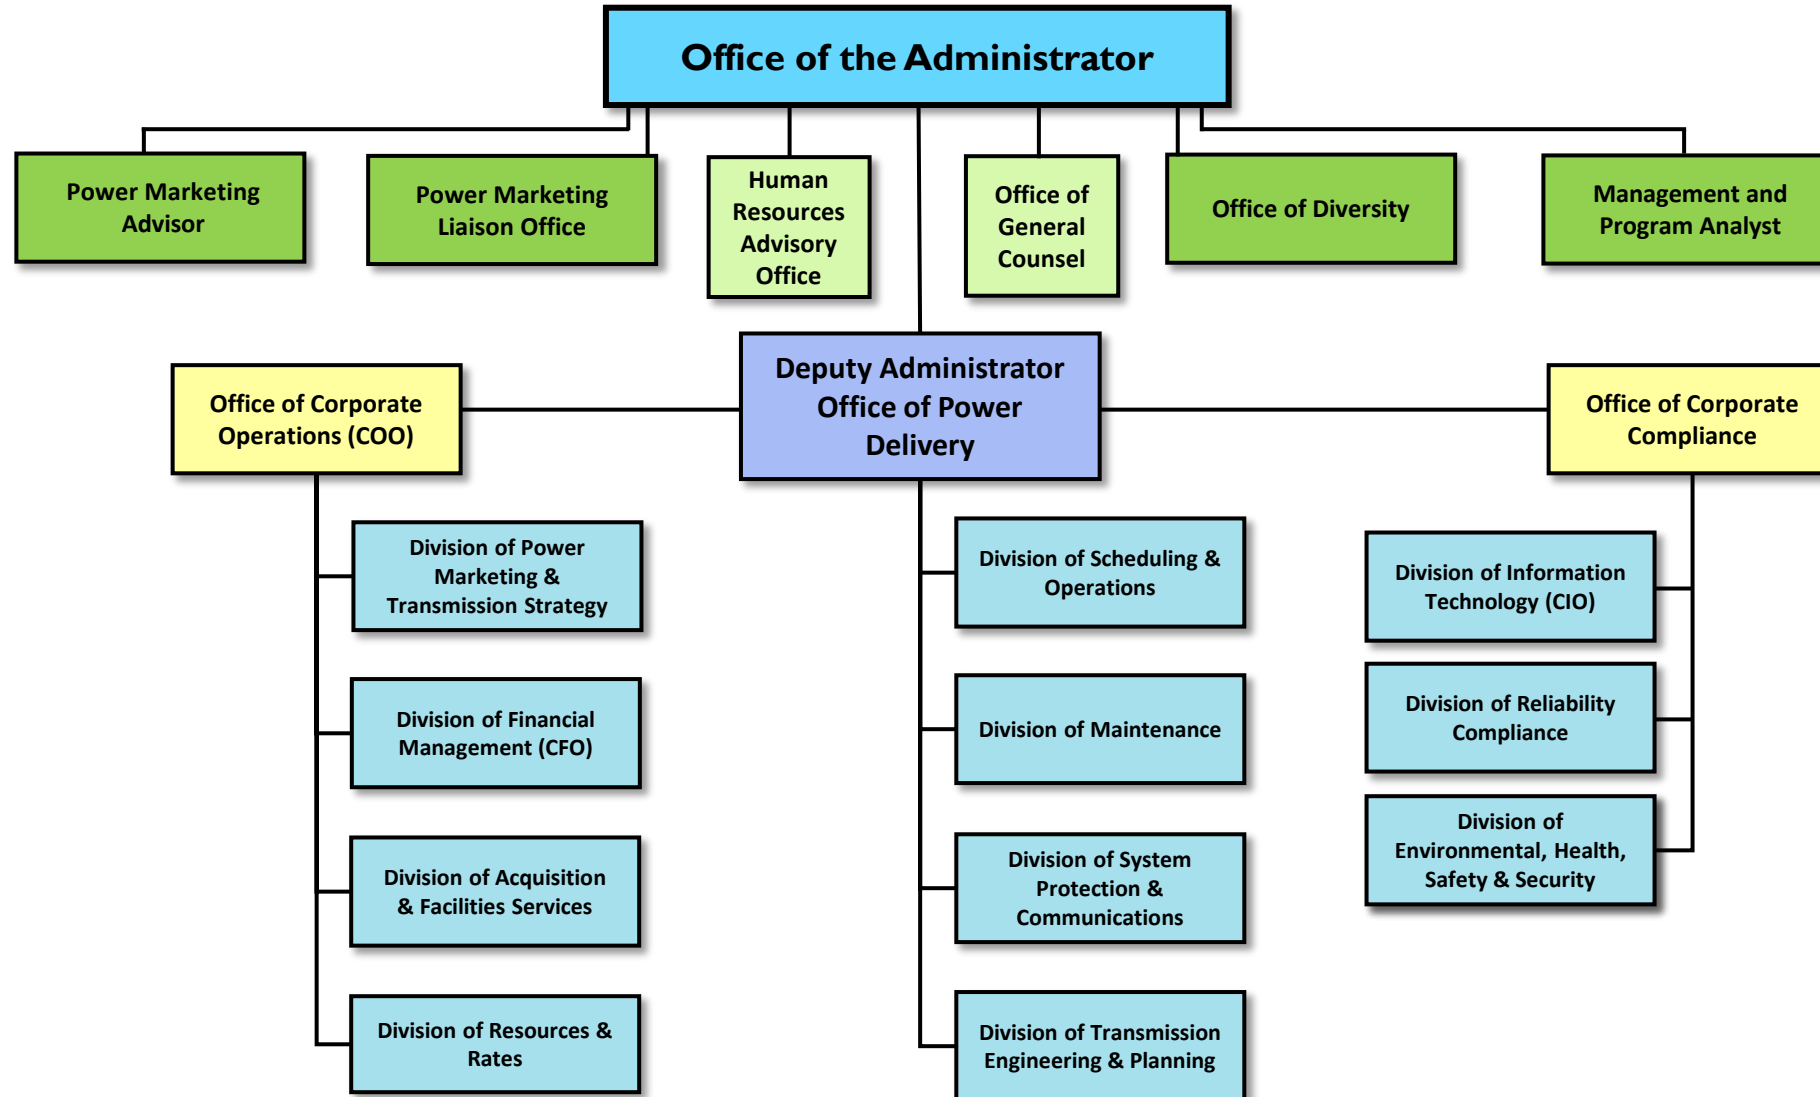 Office of the Administrator
Power Marketing
Advisor
Power Marketing
Liaison Office
Human
Resources
Advisory
Office
Office of
General
Counsel
Office of Diversity
Management and
Program Analyst
Office of Corporate
Operations (COO)
Deputy Administrator
Office of Power
Delivery
Office of Corporate
Compliance
Division of Power
Marketing &
Transmission Strategy
Division of Financial
Management (CFO)
Division of Acquisition
& Facilities Services
Division of Resources &
Rates
Division of Scheduling &
Operations
Division of Maintenance
Division of System
Protection &
Communications
Division of Transmission
Engineering & Planning
Division of Information
Technology (CIO)
Division of Reliability
Compliance
Division of
Environmental, Health,
Safety & Security